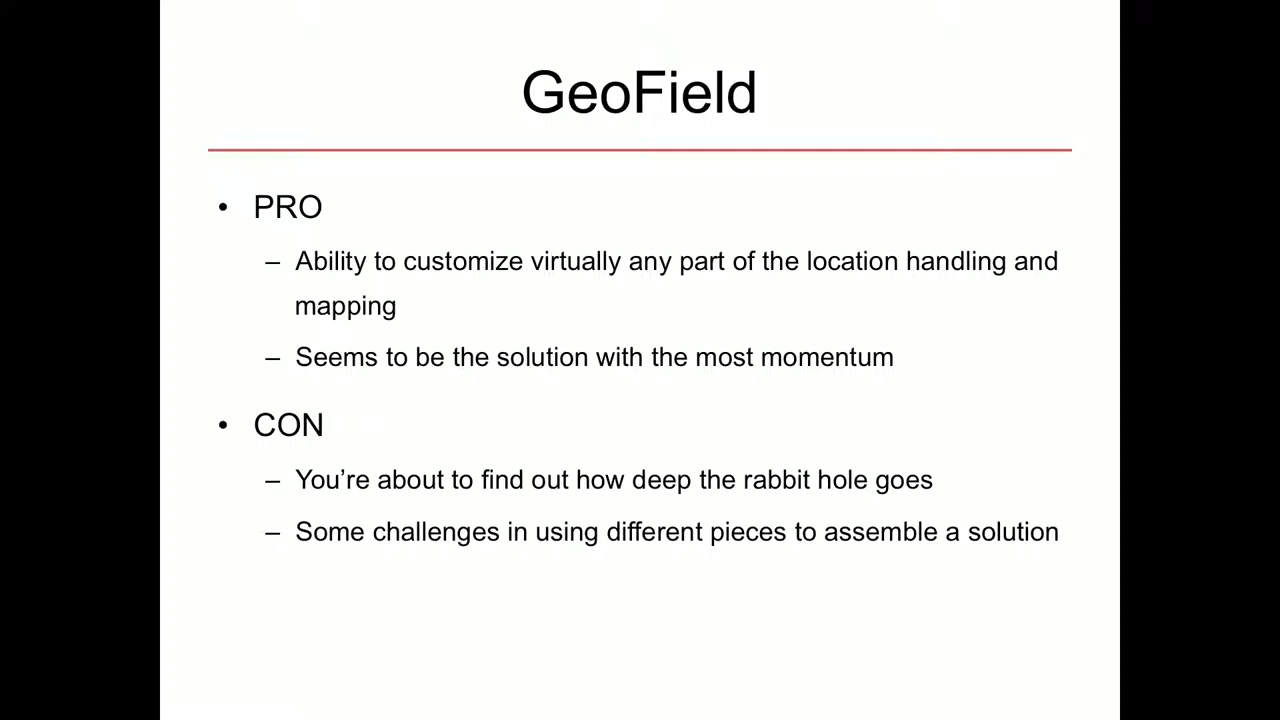 GeoField
• PRO
– Ability to customize virtually any part of the location handling and
mapping
– Seems to be the solution with the most momentum
• CON
– You’re about to find out how deep the rabbit hole goes
– Some challenges in using different pieces to assemble a solution